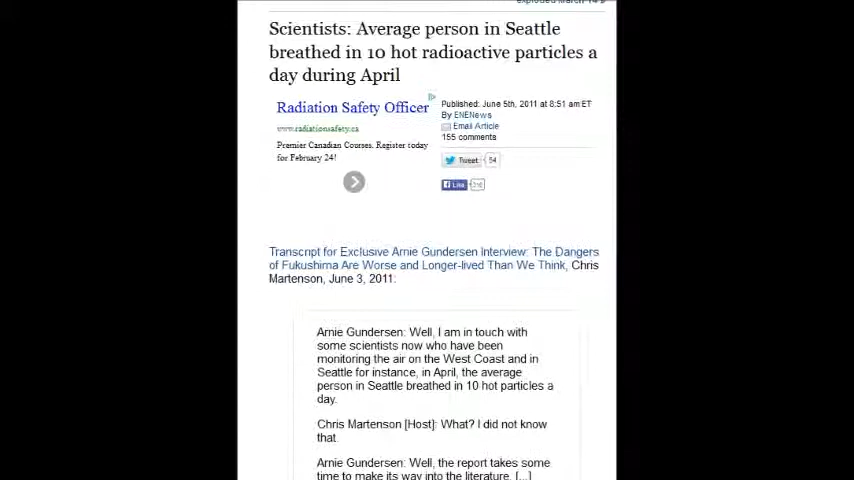 exploded March 14 9
Scientists: Average person in Seattle
breathed in 10 hot radioactive particles a
day during April
Radiation Safety Officer
www.radiationsafety.ca
Premier Canadian Courses. Register today
for February 24!
Published: June 5th, 2011 at 8:51 am ET
By ENENews
Email Article
155 comments
Tweet 54
Like
Transcript for Exclusive Arnie Gundersen Interview: The Dangers
of Fukushima Are Worse and Longer-lived Than We Think, Chris
Martenson, June 3, 2011:
Arnie Gundersen: Well, I am in touch with
some scientists now who have been
monitoring the air on the West Coast and in
Seattle for instance, in April, the average
person in Seattle breathed in 10 hot particles a
day.
Chris Martenson [Host]: What? I did not know
that.
Arnie Gundersen: Well, the report takes some
time to make its way into the literature. [...]